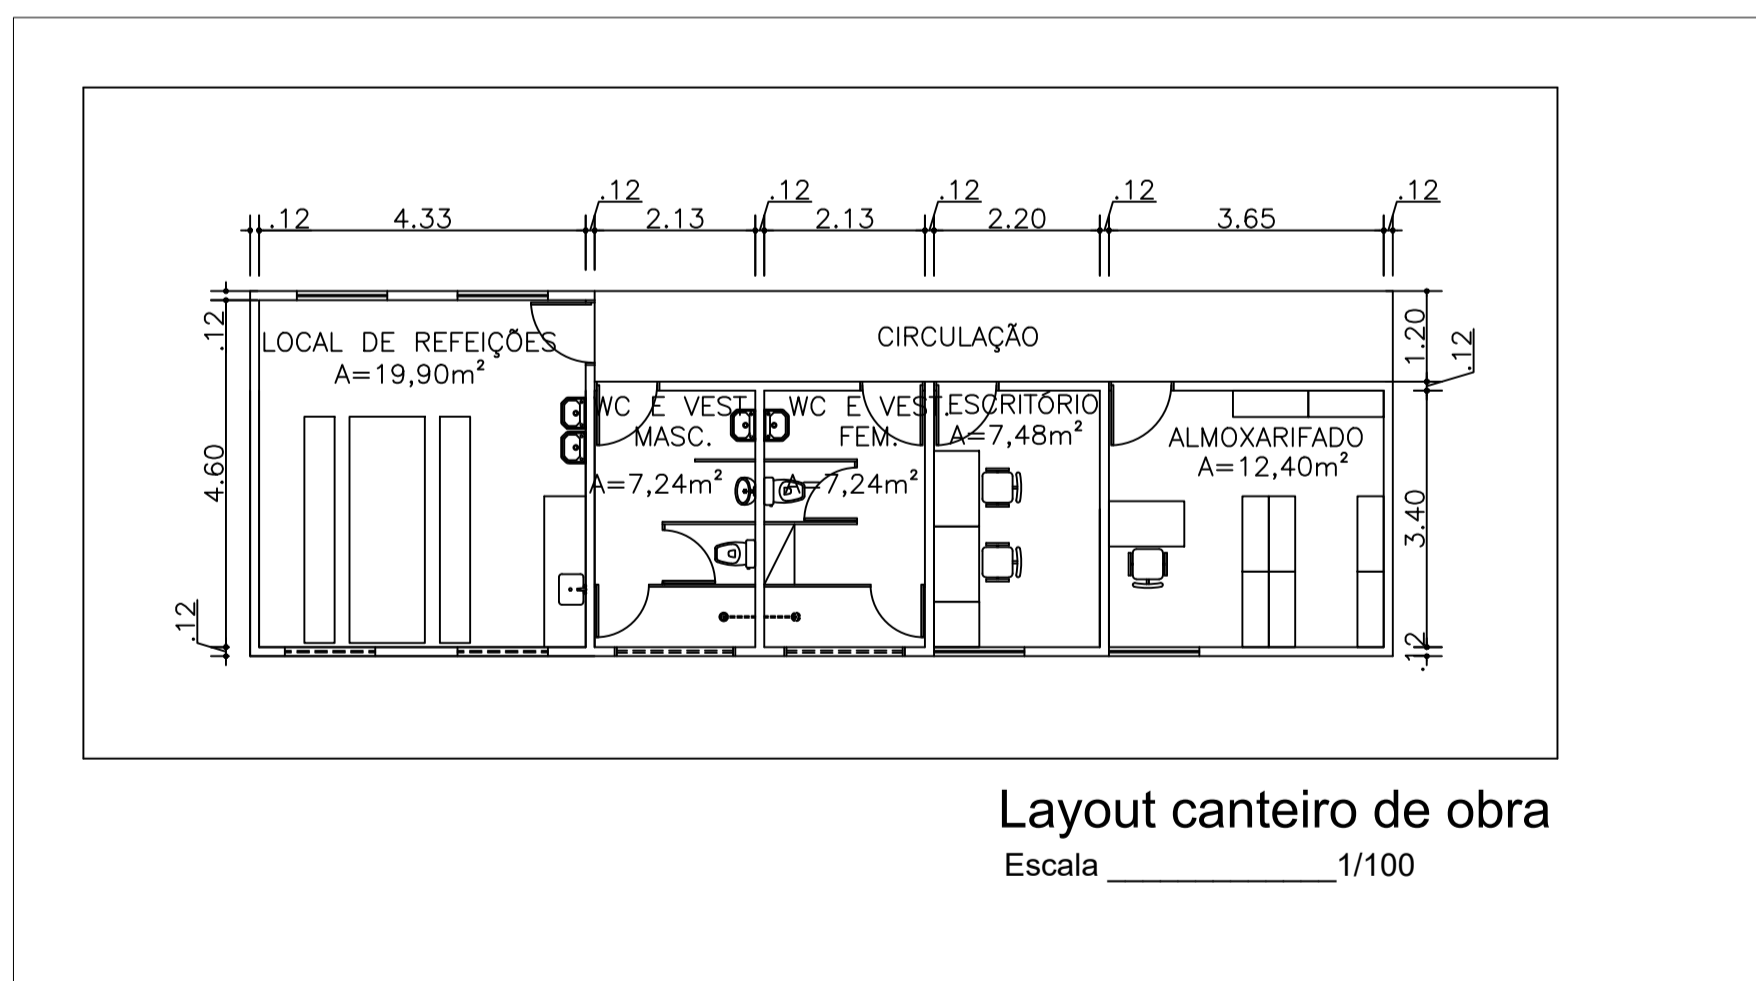 .12
.12
.12
.12
.12
.12
4.33
2.13
2.13
2.20
3.65
.12
LOCAL DE REFEIÇÕES
A=19,90m²
CIRCULAÇÃO
1.20
.12
WC E VEST.
MASC.
A=7,24m²
WC E VEST.
FEM.
A=7,24m²
ESCRITÓRIO
A=7,48m²
ALMOXARIFADO
A=12,40m²
4.60
3.40
.12
.12
Layout canteiro de obra
Escala _____________1/100